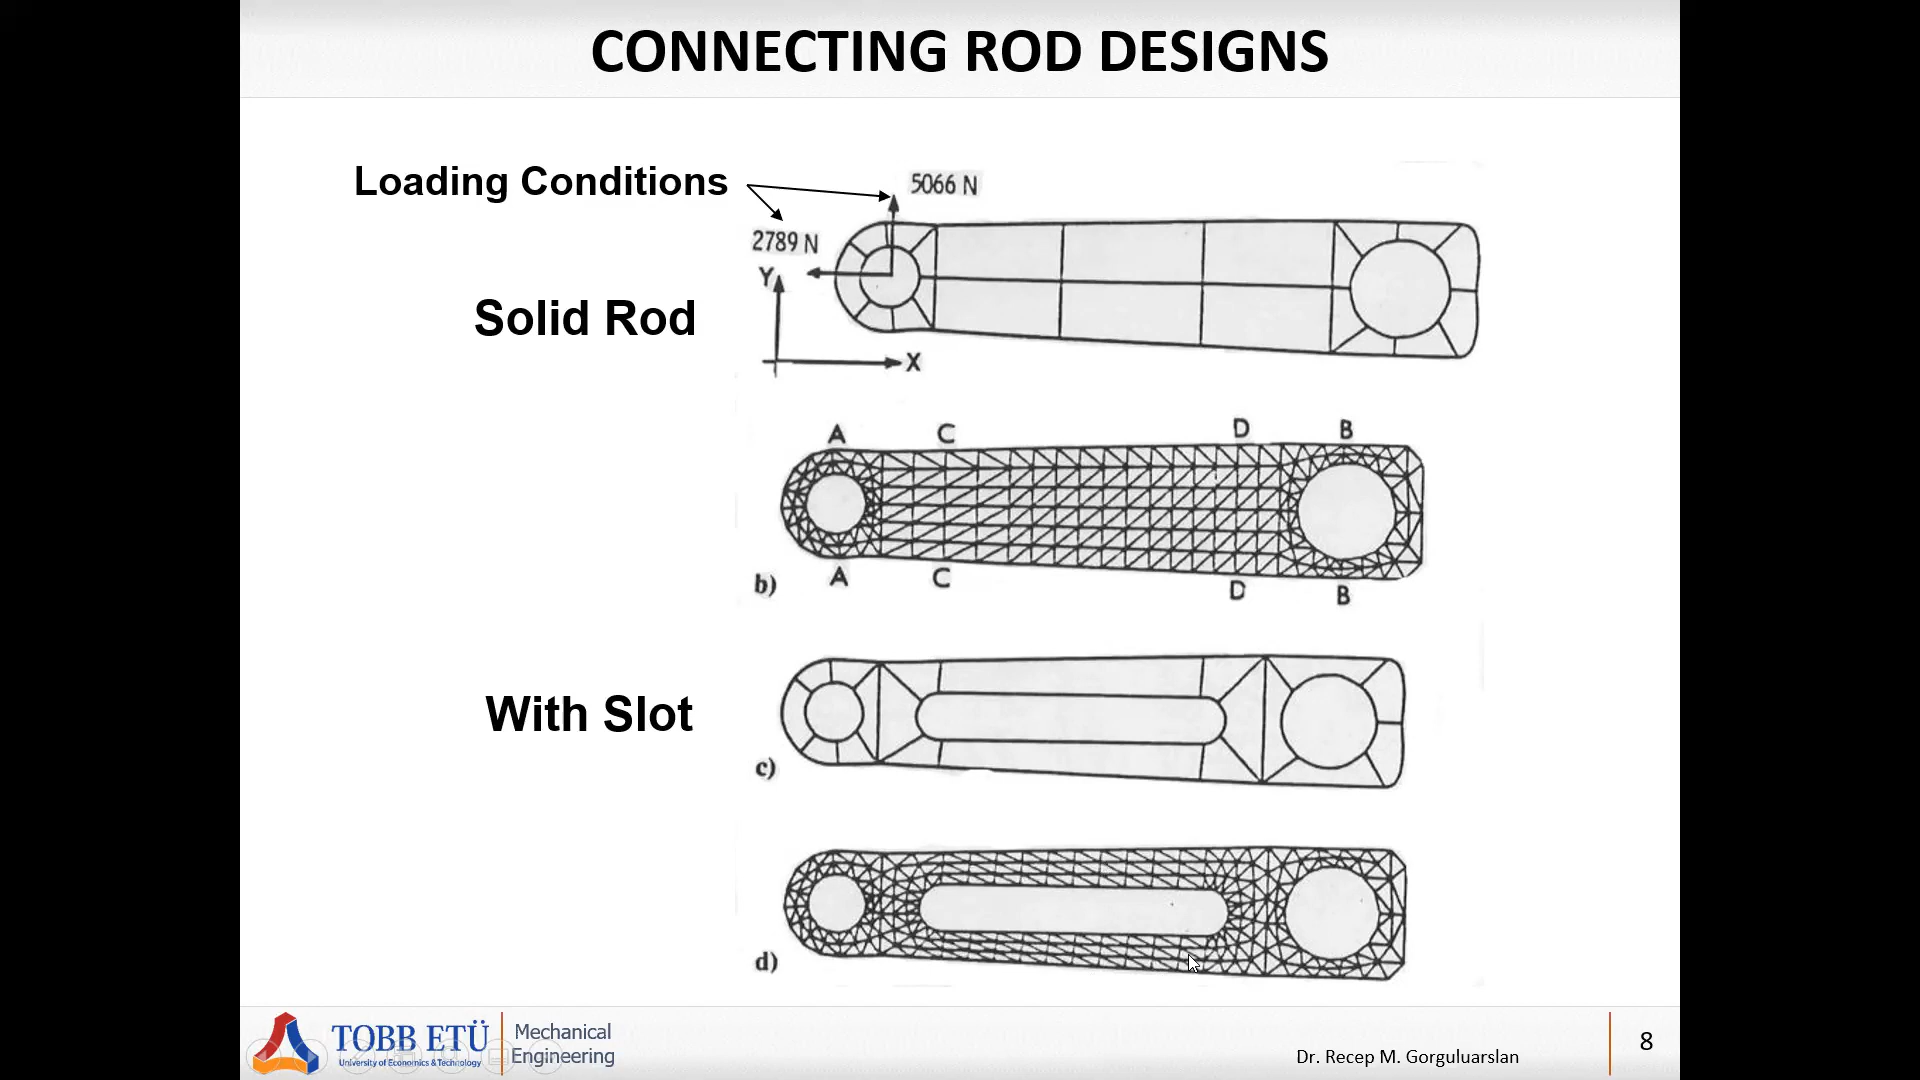 CONNECTING ROD DESIGNS
Loading Conditions
5066 N
2789 N
Y
X
Solid Rod
A C D B
A C D B
b)
With Slot
c)
d)
TOBB ETÜ
University of Economics & Technology
Mechanical
Engineering
Dr. Recep M. Gorguluarslan
8